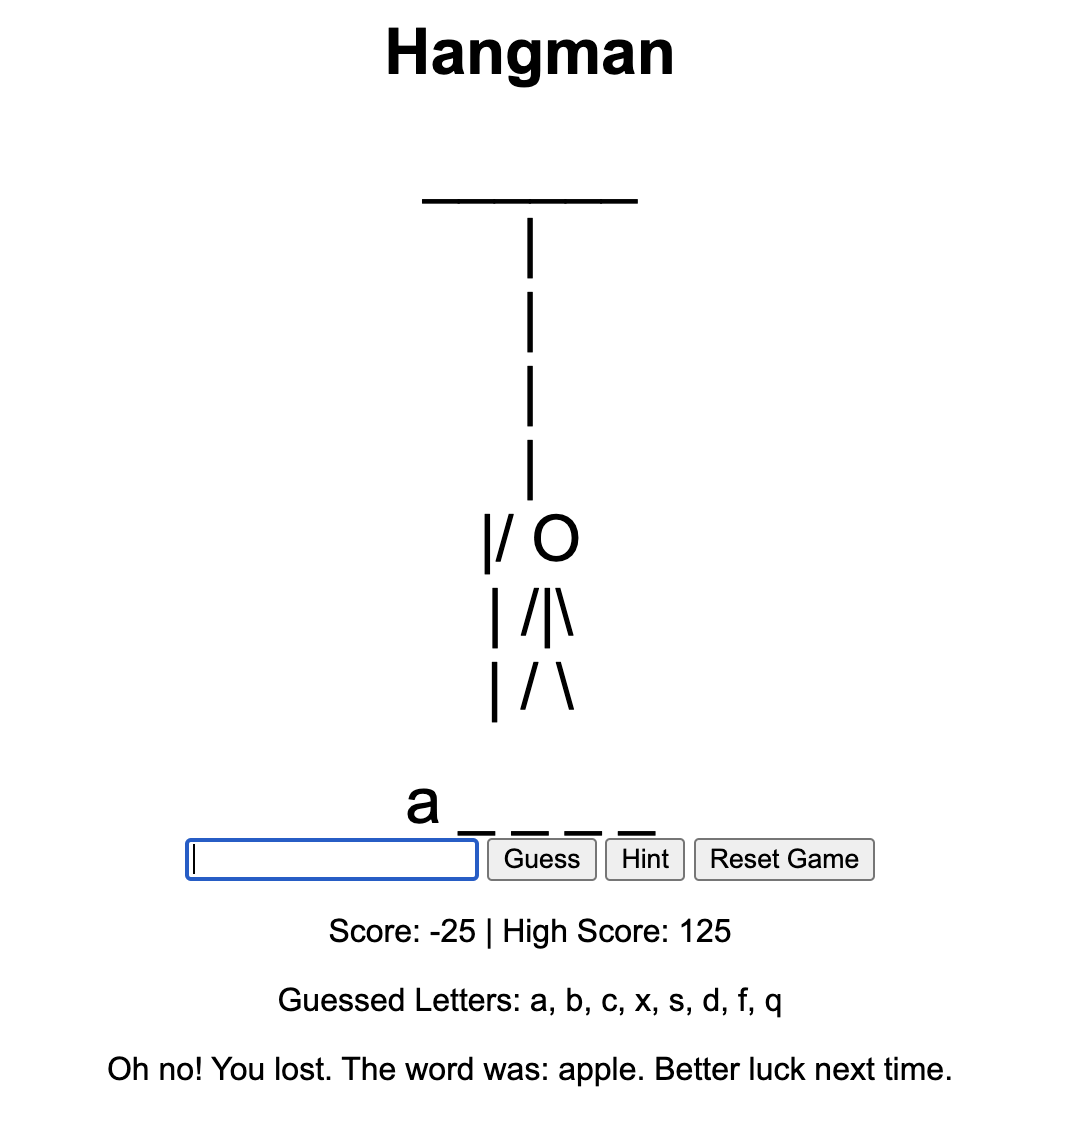 Hangman
______
|
|
|
|
|/ O
| /|\
| / \
a _ _ _ _
Guess Hint Reset Game
Score: -25 | High Score: 125
Guessed Letters: a, b, c, x, s, d, f, q
Oh no! You lost. The word was: apple. Better luck next time.